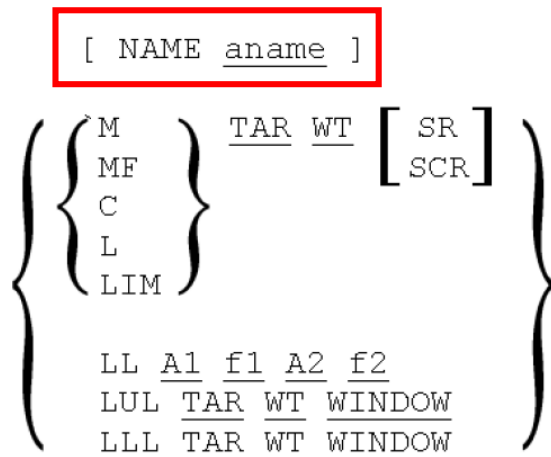 [ NAME aname ]
M TAR WT [ SR
MF SCR ]
C
L
LIM
LL A1 f1 A2 f2
LUL TAR WT WINDOW
LLL TAR WT WINDOW